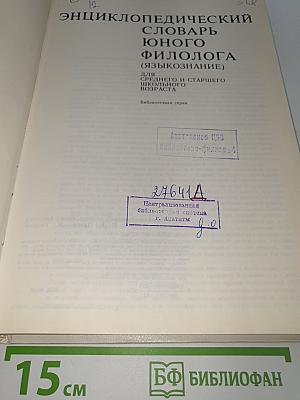 ЭНЦИКЛОПЕДИЧЕСКИЙ
СЛОВАРЬ
ЮНОГО
ФИЛОЛОГА
(ЯЗЫКОЗНАНИЕ)
ДЛЯ
СРЕДНЕГО И СТАРШЕГО
ШКОЛЬНОГО
ВОЗРАСТА
Библиотечная серия
27641Д
Централизованная
библиотечная система
г. Апатиты
15 см
БФ БИБЛИОФАН